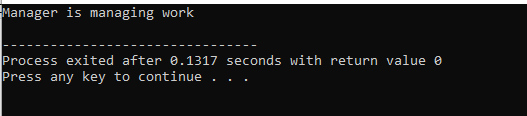 Manager is managing work
--------------------------------
Process exited after 0.1317 seconds with return value 0
Press any key to continue . . .